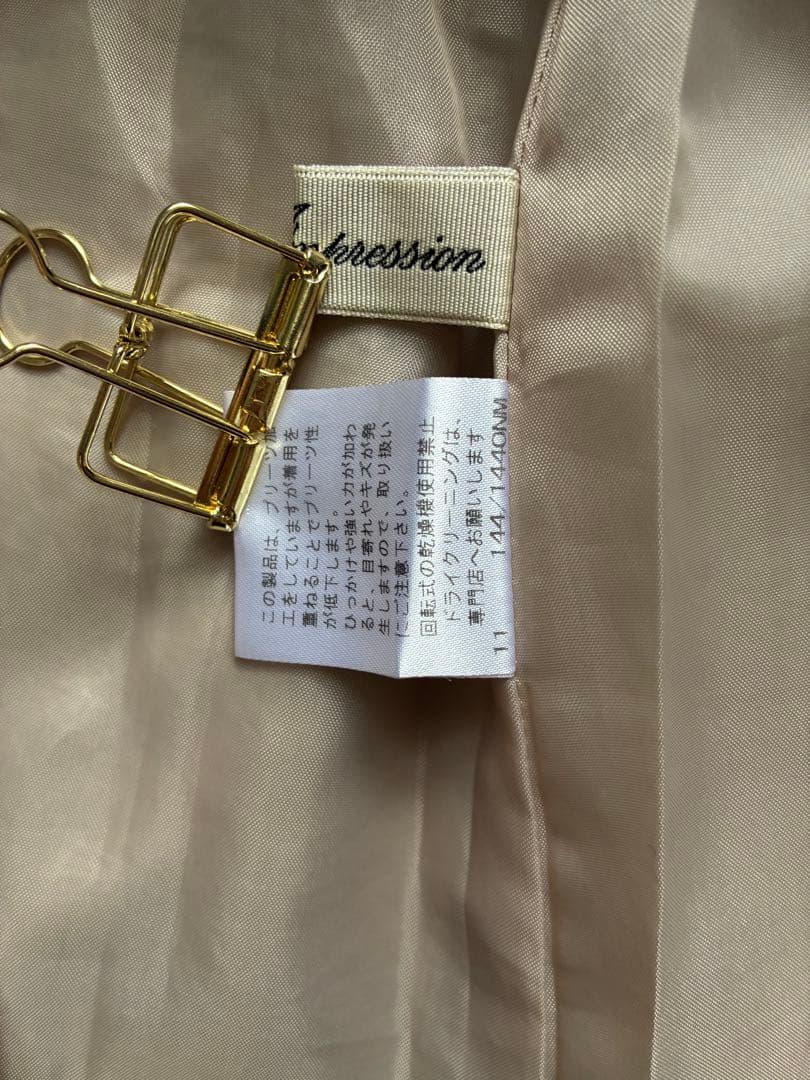 Impression
この製品は、プリーツ加
工をしていますが着用を
重ねることでプリーツ性
が低下します。
ひっかけや強い力が加わ
ると、目寄れやキズが発
生しますので、取り扱い
にご注意下さい。
回転式の乾燥機使用禁止
ドライクリーニングは、
専門店へお願いします
11 144/1440NM